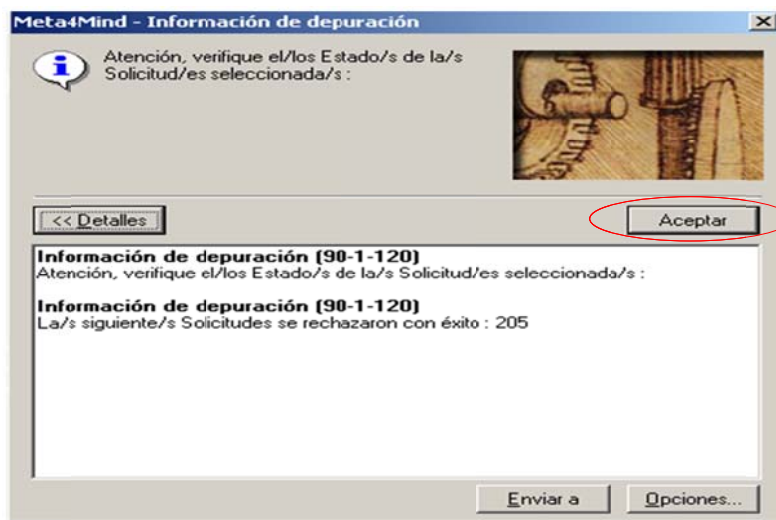 Meta4Mind - Información de depuración
Atención, verifique el/los Estado/s de la/s
Solicitud/es seleccionada/s :
<< Detalles
Aceptar
Información de depuración (90-1-120)
Atención, verifique el/los Estado/s de la/s Solicitud/es seleccionada/s :
Información de depuración (90-1-120)
La/s siguiente/s Solicitudes se rechazaron con éxito : 205
Enviar a
Opciones...